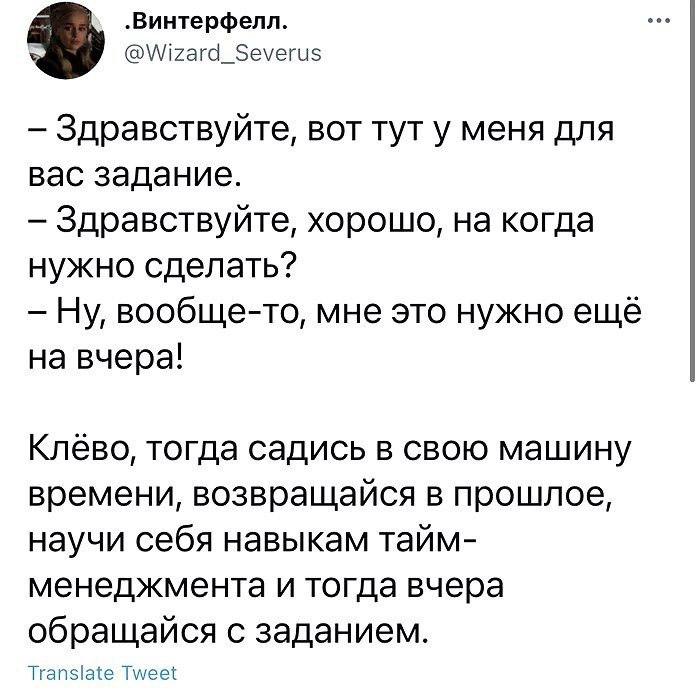 .Винтерфелл.
@Wizard_Severus
– Здравствуйте, вот тут у меня для
вас задание.
– Здравствуйте, хорошо, на когда
нужно сделать?
– Ну, вообще-то, мне это нужно ещё
на вчера!
Клёво, тогда садись в свою машину
времени, возвращайся в прошлое,
научи себя навыкам тайм-
менеджмента и тогда вчера
обращайся с заданием.
Translate Tweet